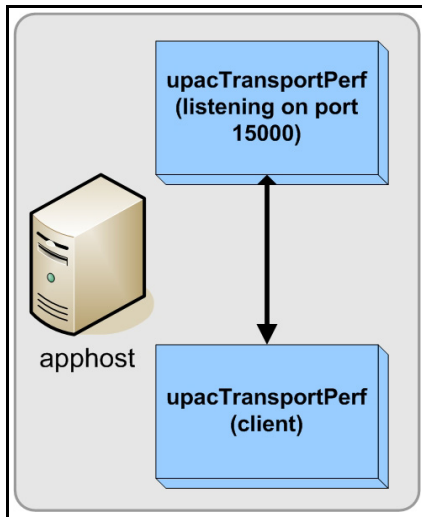 upacTransportPerf
(listening on port
15000)
apphost
upacTransportPerf
(client)